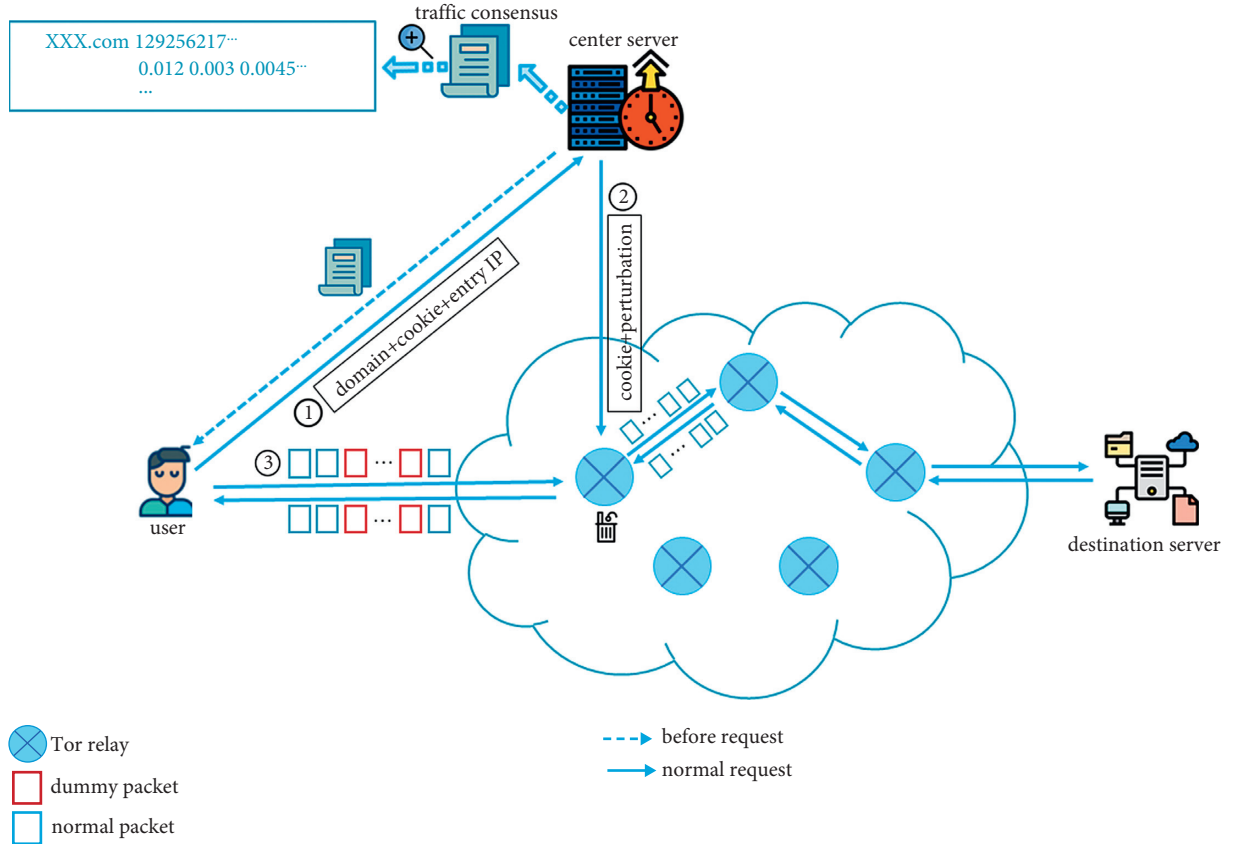 traffic consensus
center server
XXX.com 129256217...
0.012 0.003 0.0045...
...
2
cookie+perturbation
domain+cookie+entry IP
1
3
...
...
...
...
user
destination server
Tor relay
dummy packet
normal packet
before request
normal request